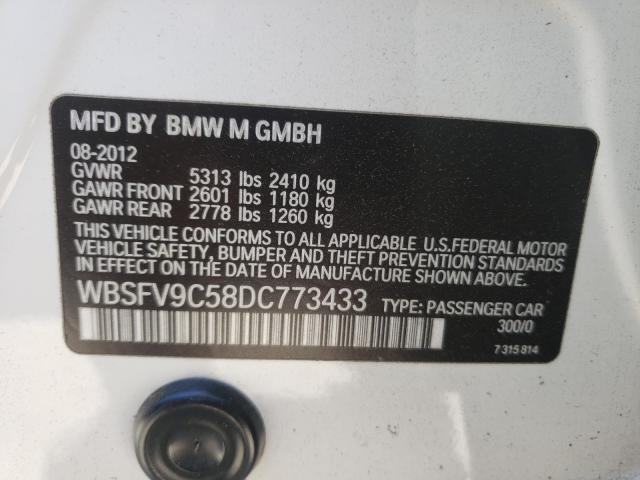 MFD BY BMW M GMBH
08-2012
GVWR 5313 lbs 2410 kg
GAWR FRONT 2601 lbs 1180 kg
GAWR REAR 2778 lbs 1260 kg
THIS VEHICLE CONFORMS TO ALL APPLICABLE U.S.FEDERAL MOTOR
VEHICLE SAFETY, BUMPER AND THEFT PREVENTION STANDARDS
IN EFFECT ON THE DATE OF MANUFACTURE SHOWN ABOVE.
WBSFV9C58DC773433 TYPE: PASSENGER CAR
300/0
7 315 814